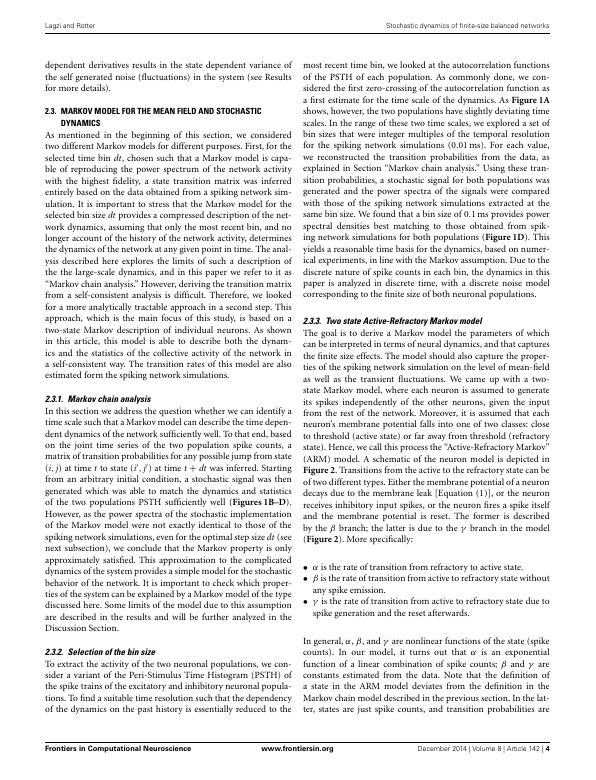 Lagzi and Rotter
Stochastic dynamics of finite-size balanced networks
dependent derivatives results in the state dependent variance of
the self generated noise (fluctuations) in the system (see Results
for more details).
2.3. MARKOV MODEL FOR THE MEAN FIELD AND STOCHASTIC
DYNAMICS
As mentioned in the beginning of this section, we considered
two different Markov models for different purposes. First, for the
selected time bin dt, chosen such that a Markov model is capa-
ble of reproducing the power spectrum of the network activity
with the highest fidelity, a state transition matrix was inferred
entirely based on the data obtained from a spiking network sim-
ulation. It is important to stress that the Markov model for the
selected bin size dt provides a compressed description of the net-
work dynamics, assuming that only the most recent bin, and no
longer account of the history of the network activity, determines
the dynamics of the network at any given point in time. The anal-
ysis described here explores the limits of such a description of
the the large-scale dynamics, and in this paper we refer to it as
“Markov chain analysis.” However, deriving the transition matrix
from a self-consistent analysis is difficult. Therefore, we looked
for a more analytically tractable approach in a second step. This
approach, which is the main focus of this study, is based on a
two-state Markov description of individual neurons. As shown
in this article, this model is able to describe both the dynam-
ics and the statistics of the collective activity of the network in
a self-consistent way. The transition rates of this model are also
estimated form the spiking network simulations.
2.3.1. Markov chain analysis
In this section we address the question whether we can identify a
time scale such that a Markov model can describe the time depen-
dent dynamics of the network sufficiently well. To that end, based
on the joint time series of the two population spike counts, a
matrix of transition probabilities for any possible jump from state
(i, j) at time t to state (i′, j′) at time t + dt was inferred. Starting
from an arbitrary initial condition, a stochastic signal was then
generated which was able to match the dynamics and statistics
of the two populations PSTH sufficiently well (Figures 1B–D).
However, as the power spectra of the stochastic implementation
of the Markov model were not exactly identical to those of the
spiking network simulations, even for the optimal step size dt (see
next subsection), we conclude that the Markov property is only
approximately satisfied. This approximation to the complicated
dynamics of the system provides a simple model for the stochastic
behavior of the network. It is important to check which proper-
ties of the system can be explained by a Markov model of the type
discussed here. Some limits of the model due to this assumption
are described in the results and will be further analyzed in the
Discussion Section.
2.3.2. Selection of the bin size
To extract the activity of the two neuronal populations, we con-
sider a variant of the Peri-Stimulus Time Histogram (PSTH) of
the spike trains of the excitatory and inhibitory neuronal popula-
tions. To find a suitable time resolution such that the dependency
of the dynamics on the past history is essentially reduced to the
most recent time bin, we looked at the autocorrelation functions
of the PSTH of each population. As commonly done, we con-
sidered the first zero-crossing of the autocorrelation function as
a first estimate for the time scale of the dynamics. As Figure 1A
shows, however, the two populations have slightly deviating time
scales. In the range of these two time scales, we explored a set of
bin sizes that were integer multiples of the temporal resolution
for the spiking network simulations (0.01 ms). For each value,
we reconstructed the transition probabilities from the data, as
explained in Section “Markov chain analysis.” Using these tran-
sition probabilities, a stochastic signal for both populations was
generated and the power spectra of the signals were compared
with those of the spiking network simulations extracted at the
same bin size. We found that a bin size of 0.1 ms provides power
spectral densities best matching to those obtained from spik-
ing network simulations for both populations (Figure 1D). This
yields a reasonable time basis for the dynamics, based on numer-
ical experiments, in line with the Markov assumption. Due to the
discrete nature of spike counts in each bin, the dynamics in this
paper is analyzed in discrete time, with a discrete noise model
corresponding to the finite size of both neuronal populations.
2.3.3. Two state Active-Refractory Markov model
The goal is to derive a Markov model the parameters of which
can be interpreted in terms of neural dynamics, and that captures
the finite size effects. The model should also capture the proper-
ties of the spiking network simulation on the level of mean-field
as well as the transient fluctuations. We came up with a two-
state Markov model, where each neuron is assumed to generate
its spikes independently of the other neurons, given the input
from the rest of the network. Moreover, it is assumed that each
neuron’s membrane potential falls into one of two classes: close
to threshold (active state) or far away from threshold (refractory
state). Hence, we call this process the “Active-Refractory Markov”
(ARM) model. A schematic of the neuron model is depicted in
Figure 2. Transitions from the active to the refractory state can be
of two different types. Either the membrane potential of a neuron
decays due to the membrane leak [Equation (1)], or the neuron
receives inhibitory input spikes, or the neuron fires a spike itself
and the membrane potential is reset. The former is described
by the β branch; the latter is due to the γ branch in the model
(Figure 2). More specifically:
• α is the rate of transition from refractory to active state.
• β is the rate of transition from active to refractory state without
any spike emission.
• γ is the rate of transition from active to refractory state due to
spike generation and the reset afterwards.
In general, α, β, and γ are nonlinear functions of the state (spike
counts). In our model, it turns out that α is an exponential
function of a linear combination of spike counts; β and γ are
constants estimated from the data. Note that the definition of
a state in the ARM model deviates from the definition in the
Markov chain model described in the previous section. In the lat-
ter, states are just spike counts, and transition probabilities are
Frontiers in Computational Neuroscience
www.frontiersin.org
December 2014 | Volume 8 | Article 142 | 4